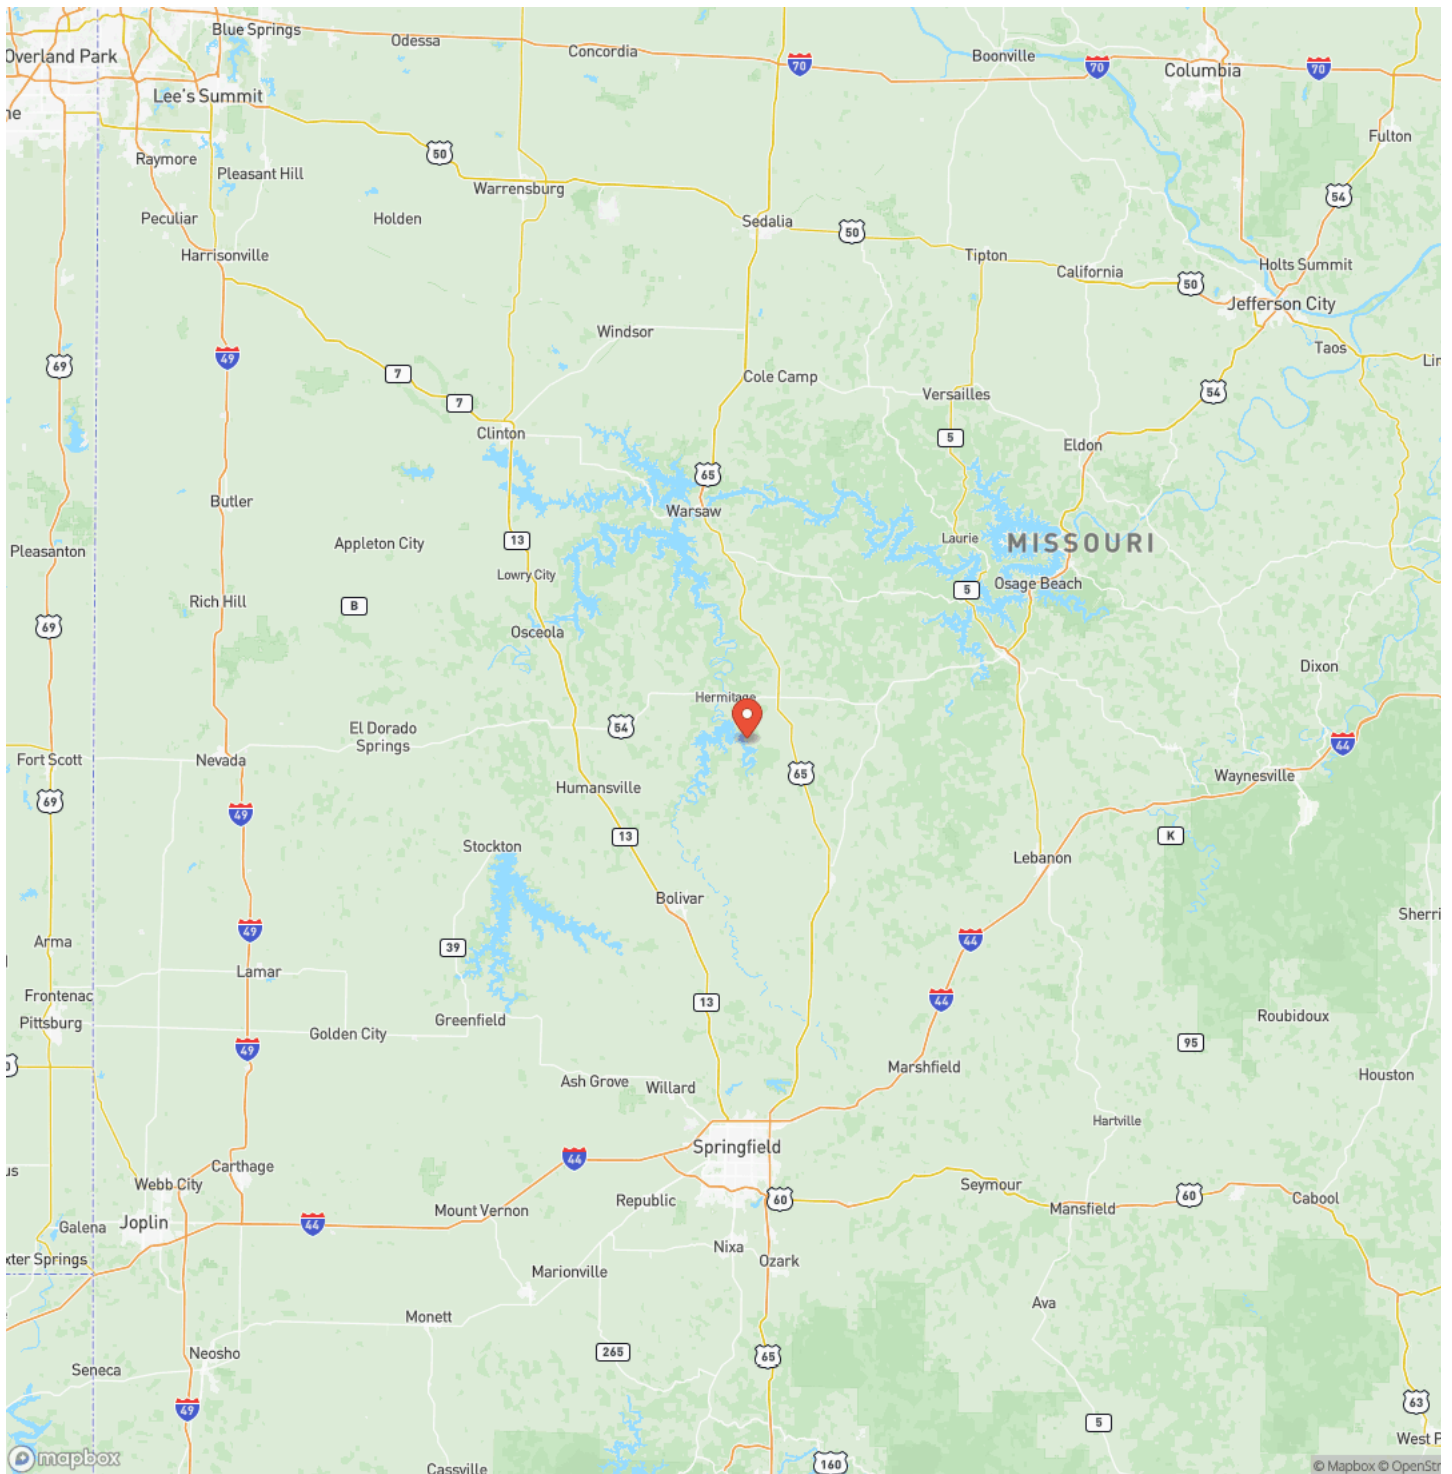 Blue Springs
Odessa
Concordia
Boonville
Overland Park
70
70
Columbia
70
Lee's Summit
ne
Fulton
50
Raymore
Pleasant Hill
Warrensburg
54
Peculiar
Holden
Sedalia
50
Harrisonville
Tipton
California
Holts Summit
50
Jefferson City
Windsor
Taos
49
69
Lin
7
Cole Camp
Versailles
54
7
Clinton
5
Eldon
65
Butler
Warsaw
Pleasanton
Appleton City
13
Laurie
MISSOURI
Lowry City
Osage Beach
5
Rich Hill
B
69
Osceola
Dixon
Hermitage
El Dorado
Springs
54
44
Fort Scott
Nevada
65
Waynesville
69
Humansville
49
13
K
Stockton
Lebanon
Bolivar
Sherri
49
Arma
39
44
Lamar
Frontenac
13
44
Pittsburg
Greenfield
Roubidoux
Golden City
49
95
Marshfield
Houston
Ash Grove
Willard
Hartville
Springfield
44
us
Carthage
Webb City
Seymour
Republic
60
60
Cabool
Mount Vernon
Mansfield
Galena
Joplin
44
Nixa
xter Springs
Ozark
Marionville
Ava
Monett
Neosho
265
65
Seneca
49
63
5
West P
mapbox
Cassville
160
© Mapbox © OpenStr